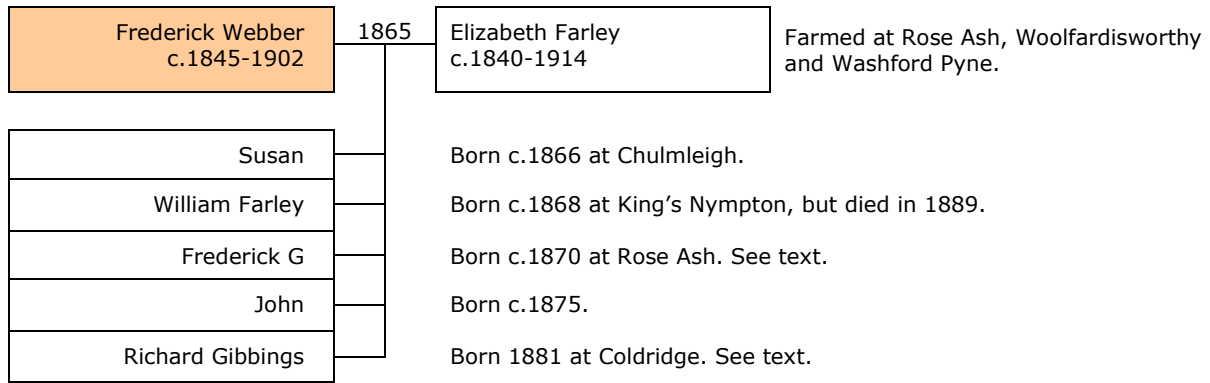 Frederick Webber
c.1845-1902
1865
Elizabeth Farley
c.1840-1914
Farmed at Rose Ash, Woolfardisworthy
and Washford Pyne.
Susan
Born c.1866 at Chulmleigh.
William Farley
Born c.1868 at King’s Nympton, but died in 1889.
Frederick G
Born c.1870 at Rose Ash. See text.
John
Born c.1875.
Richard Gibbings
Born 1881 at Coldridge. See text.